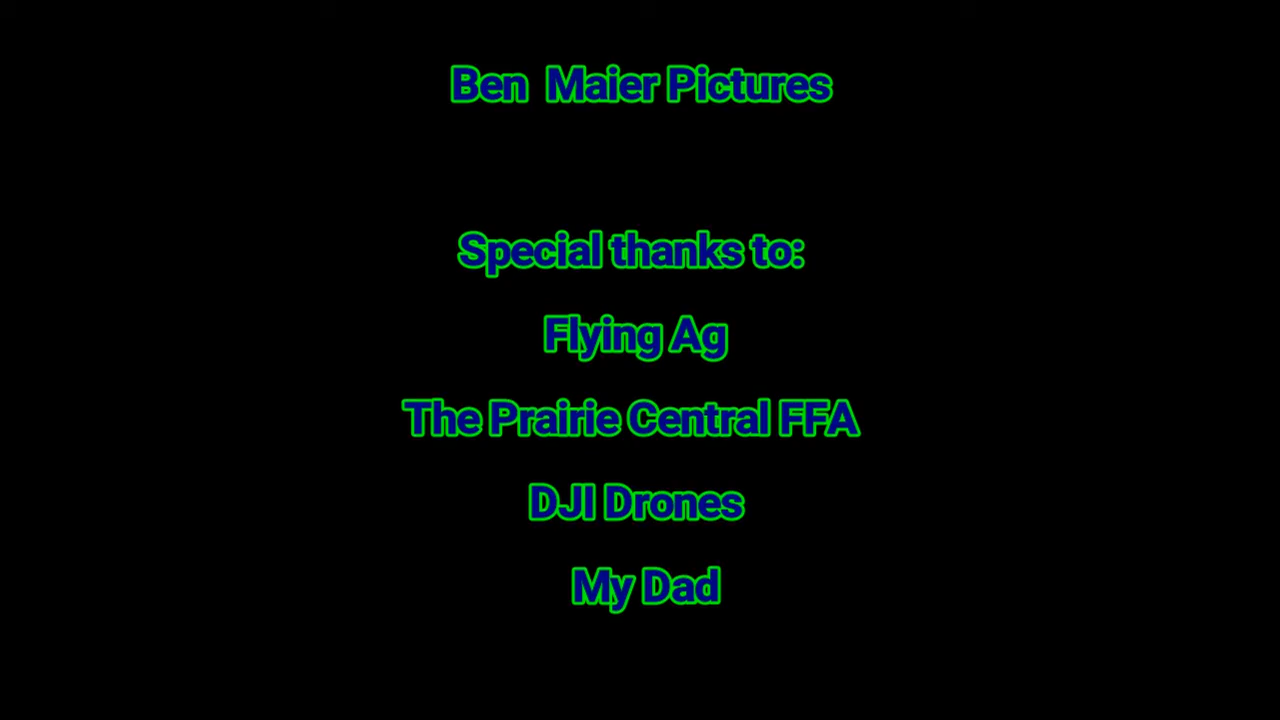 Ben  Maier Pictures
Special thanks to:
Flying Ag
The Prairie Central FFA
DJI Drones
My Dad